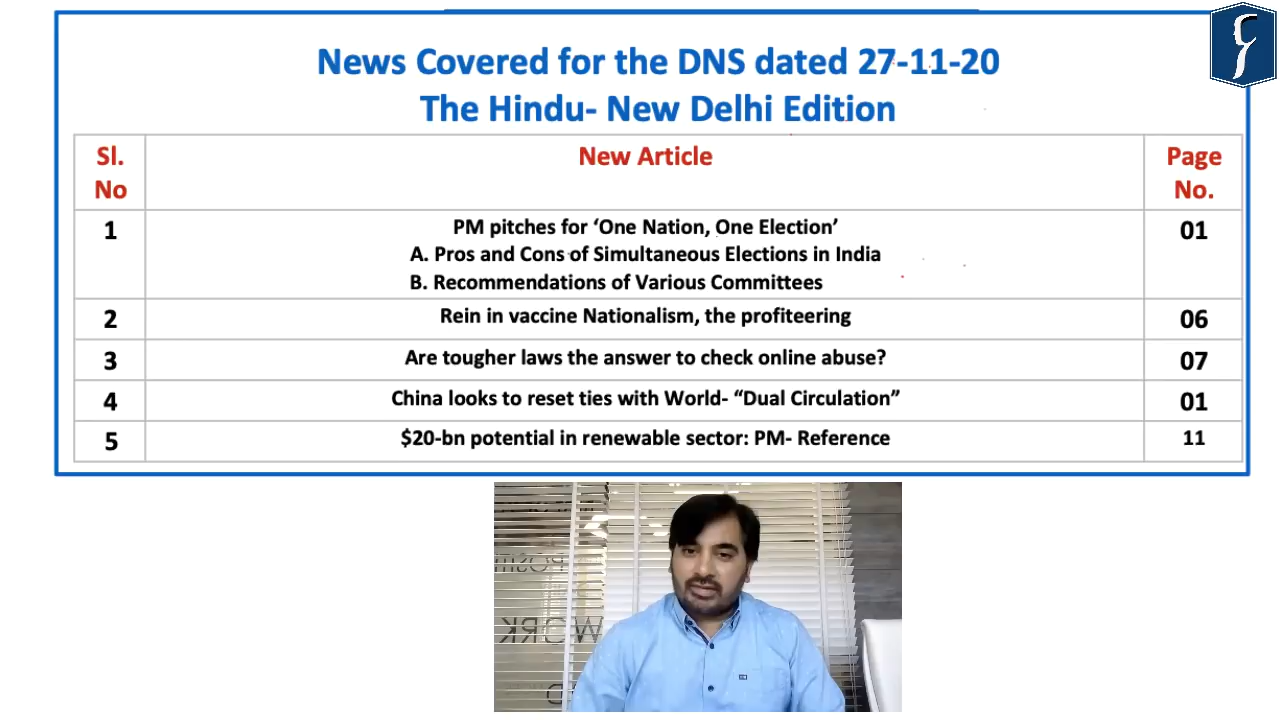 News Covered for the DNS dated 27-11-20
The Hindu- New Delhi Edition
Sl. No
New Article
Page No.
1
PM pitches for ‘One Nation, One Election’
A. Pros and Cons of Simultaneous Elections in India
B. Recommendations of Various Committees
01
2
Rein in vaccine Nationalism, the profiteering
06
3
Are tougher laws the answer to check online abuse?
07
4
China looks to reset ties with World- “Dual Circulation”
01
5
$20-bn potential in renewable sector: PM- Reference
11
WORK